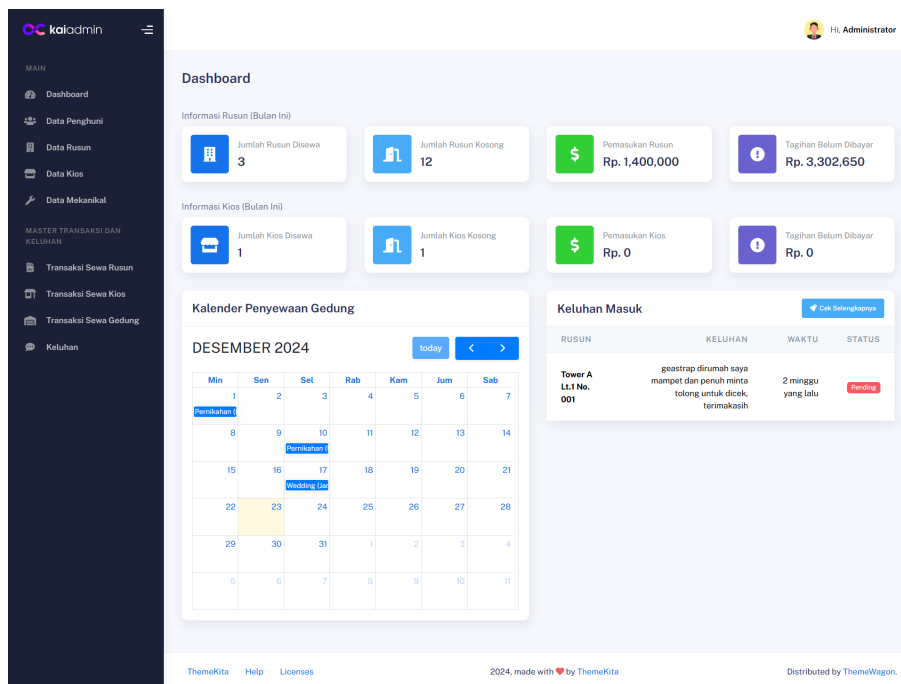 kaiadmin
Hi, Administrator
MAIN
Dashboard
Data Penghuni
Data Rusun
Data Kios
Data Mekanikal
MASTER TRANSAKSI DAN
KELUHAN
Transaksi Sewa Rusun
Transaksi Sewa Kios
Transaksi Sewa Gedung
Keluhan
Dashboard
Informasi Rusun (Bulan Ini)
Jumlah Rusun Disewa
3
Jumlah Rusun Kosong
12
Pemasukan Rusun
Rp. 1,400,000
Tagihan Belum Dibayar
Rp. 3,302,650
Informasi Kios (Bulan Ini)
Jumlah Kios Disewa
1
Jumlah Kios Kosong
1
Pemasukan Kios
Rp. 0
Tagihan Belum Dibayar
Rp. 0
Kalender Penyewaan Gedung
DESEMBER 2024
today
Min Sen Sel Rab Kam Jum Sab
1 2 3 4 5 6 7
Pernikahan (
8 9 10 11 12 13 14
Pernikahan (
15 16 17 18 19 20 21
Wedding (Jar
22 23 24 25 26 27 28
29 30 31 1 2 3 4
5 6 7 8 9 10 11
Keluhan Masuk
Cek Selengkapnya
RUSUN KELUHAN WAKTU STATUS
Tower A
Lt.1 No.
001
geastrap dirumah saya
mampet dan penuh minta
tolong untuk dicek,
terimakasih
2 minggu
yang lalu
Pending
ThemeKita Help Licenses
2024, made with ❤ by ThemeKita
Distributed by ThemeWagon.